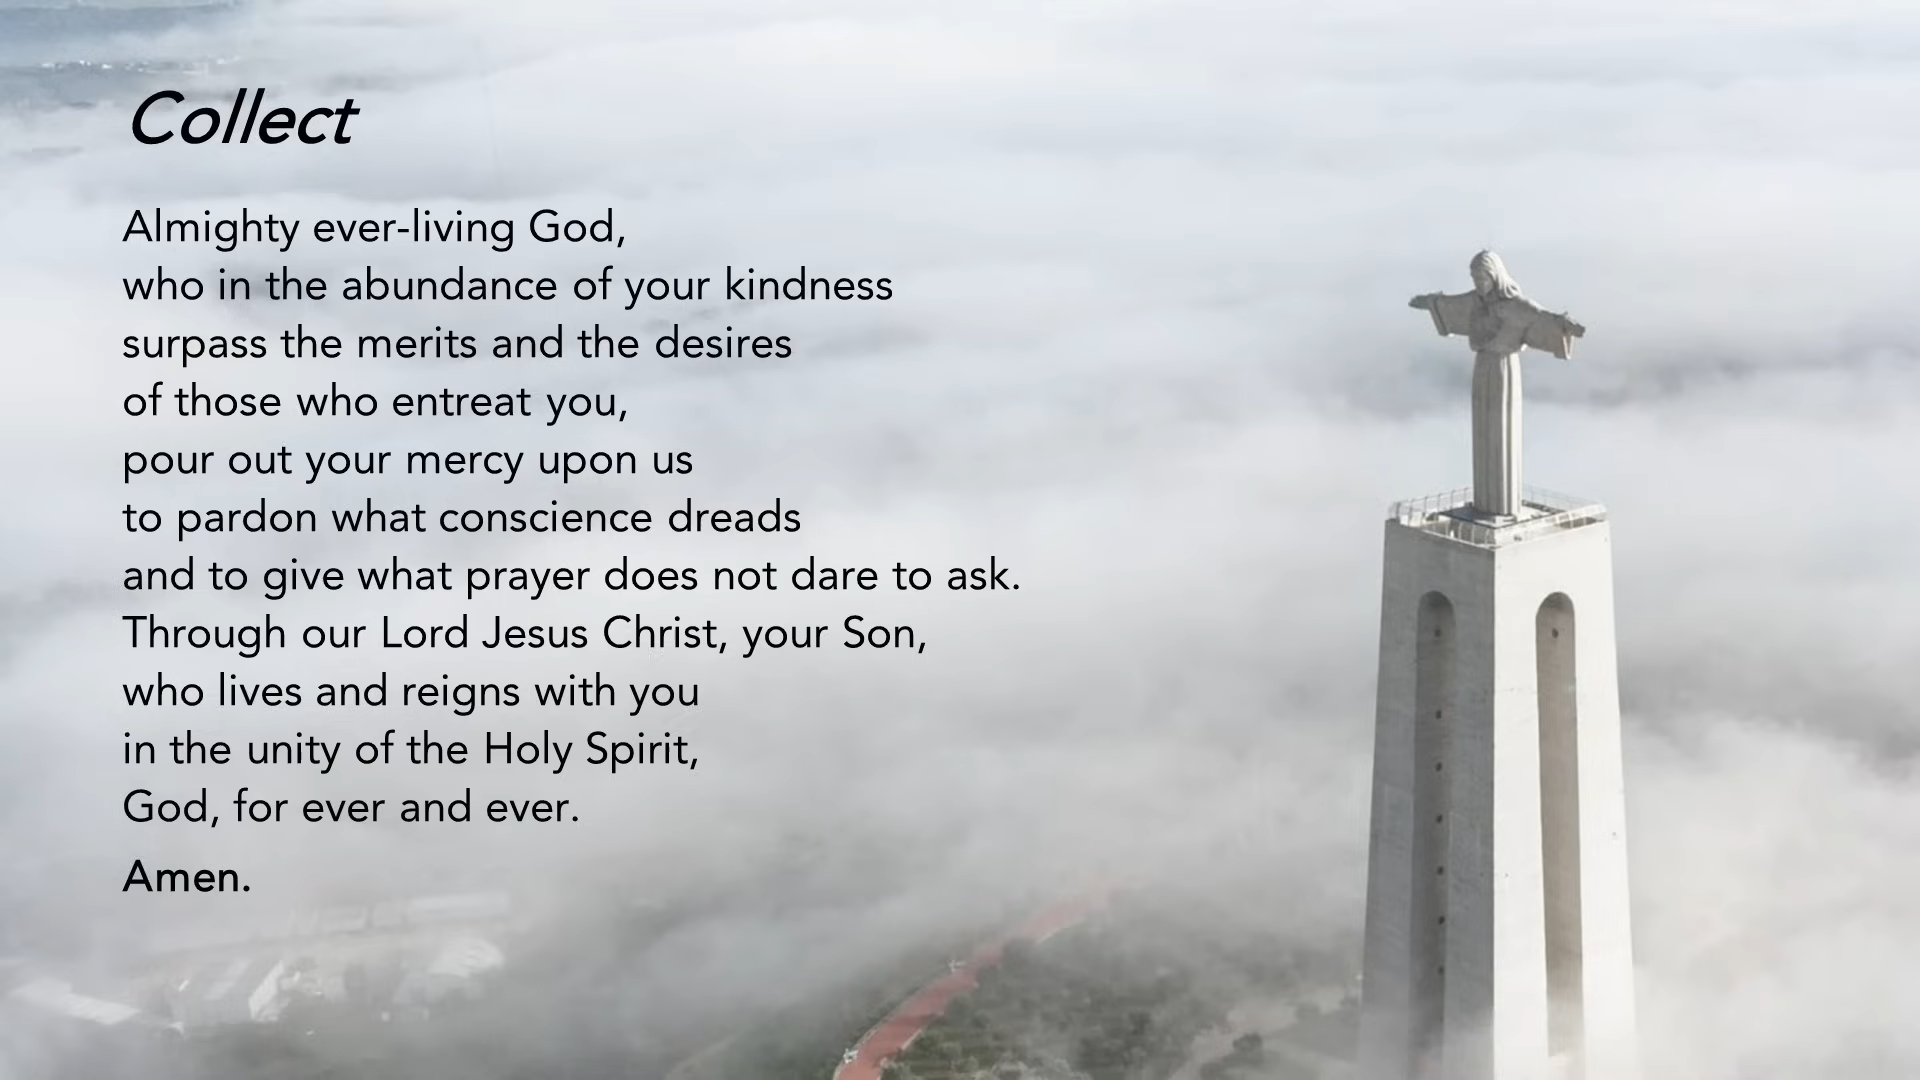 Collect
Almighty ever-living God,
who in the abundance of your kindness
surpass the merits and the desires
of those who entreat you,
pour out your mercy upon us
to pardon what conscience dreads
and to give what prayer does not dare to ask.
Through our Lord Jesus Christ, your Son,
who lives and reigns with you
in the unity of the Holy Spirit,
God, for ever and ever.
Amen.